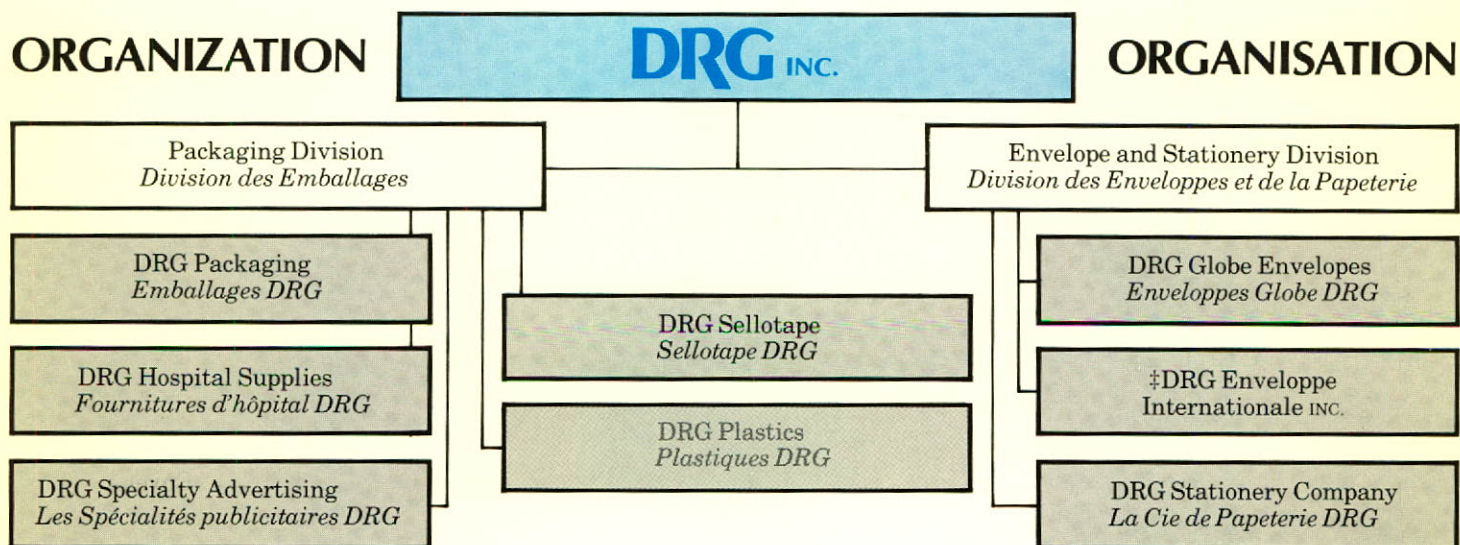 ORGANIZATION
DRG INC.
ORGANISATION
Packaging Division
Division des Emballages
Envelope and Stationery Division
Division des Enveloppes et de la Papeterie
DRG Packaging
Emballages DRG
DRG Hospital Supplies
Fournitures d'hôpital DRG
DRG Specialty Advertising
Les Spécialités publicitaires DRG
DRG Sellotape
Sellotape DRG
DRG Plastics
Plastiques DRG
DRG Globe Envelopes
Enveloppes Globe DRG
‡DRG Enveloppe
Internationale INC.
DRG Stationery Company
La Cie de Papeterie DRG